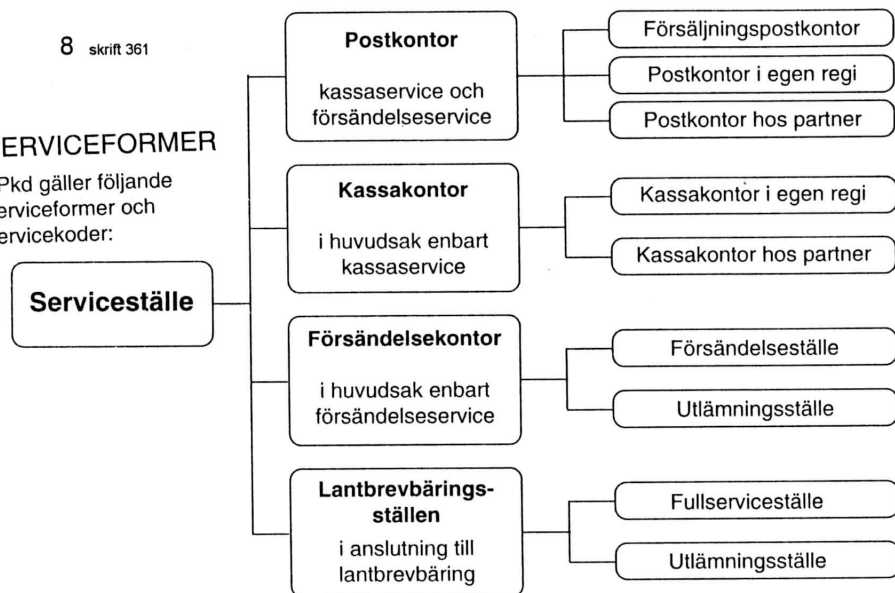 8 skrift 361
ERVICEFORMER
Pkd gäller följande
erviceformer och
ervicekoder:
Serviceställe
Postkontor
kassaservice och
försändelseservice
Försäljningspostkontor
Postkontor i egen regi
Postkontor hos partner
Kassakontor
i huvudsak enbart
kassaservice
Kassakontor i egen regi
Kassakontor hos partner
Försändelsekontor
i huvudsak enbart
försändelseservice
Försändelseställe
Utlämningsställe
Lantbrevbärings-
ställen
i anslutning till
lantbrevbäring
Fullserviceställe
Utlämningsställe